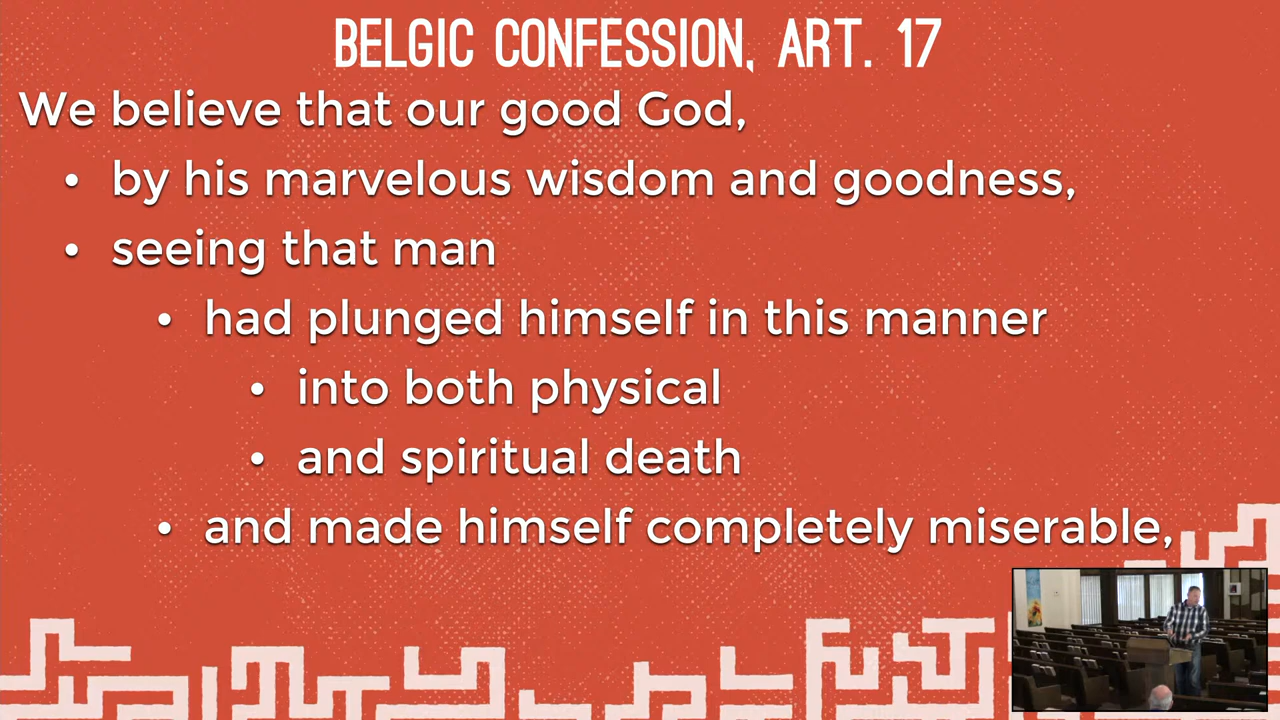 BELGIC CONFESSION, ART. 17
We believe that our good God,
• by his marvelous wisdom and goodness,
• seeing that man
• had plunged himself in this manner
• into both physical
• and spiritual death
• and made himself completely miserable,